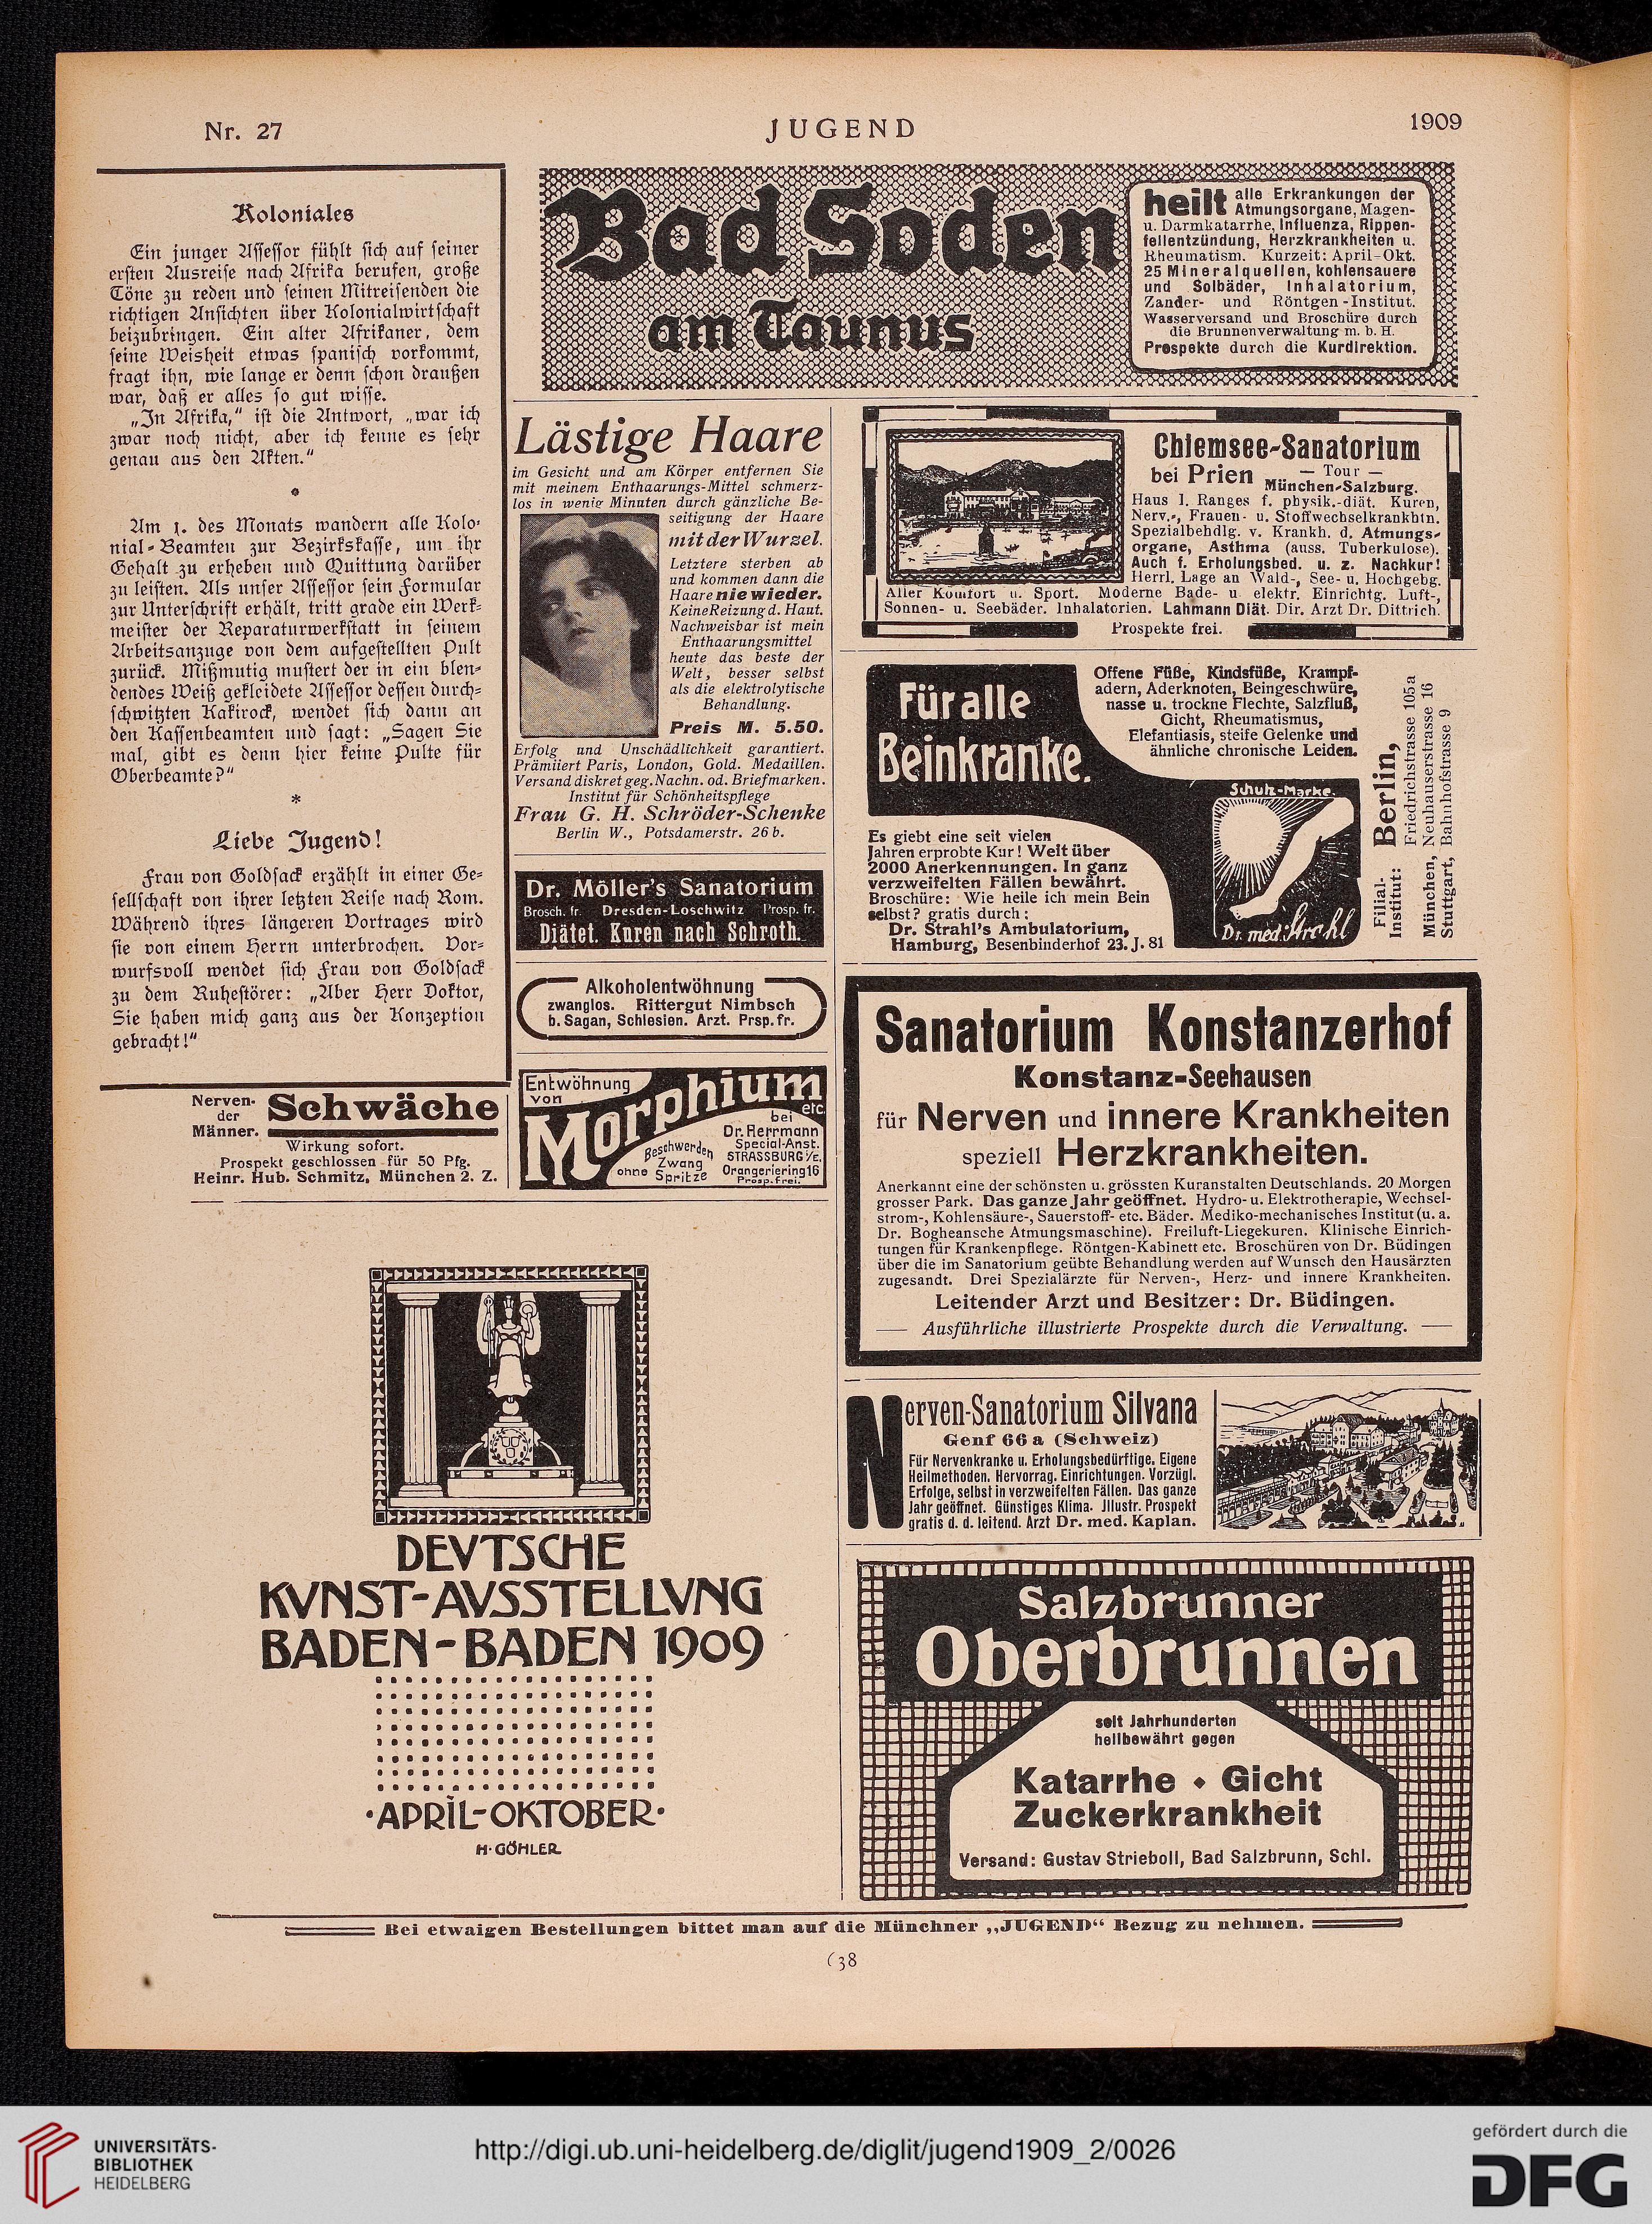 Nr. 27
JUGEND
1909
Koloniales
Ein junger Assessor fühlt sich auf seiner
ersten Ausreise nach Afrika berufen, große
Töne zu reden und seinen Mitreisenden die
richtigen Ansichten über Kolonialwirtschaft
beizubringen. Ein alter Afrikaner, dem
seine Weisheit etwas spanisch vorkommt,
fragt ihn, wie lange er denn schon draußen
war, daß er alles so gut wisse.
„In Afrika,“ ist die Antwort, „war ich
zwar noch nicht, aber ich kenne es sehr
genau aus den Akten.“
Am 1. des Monats wandern alle Kolo-
nial-Beamten zur Bezirkskasse, um ihr
Gehalt zu erheben und Quittung darüber
zu leisten. Als unser Assessor sein Formular
zur Unterschrift erhält, tritt grade ein Werk-
meister der Reparaturwerkstatt in seinem
Arbeitsanzuge von dem aufgestellten Pult
zurück. Mißmutig mustert der in ein blen-
dendes Weiß gekleidete Assessor dessen durch-
schwitzten Kakirock, wendet sich dann an
den Kassenbeamten und sagt: „Sagen Sie
mal, gibt es denn hier keine Pulte für
Oberbeamte?“
*
Liebe Jugend!
Frau von Goldsack erzählt in einer Ge-
sellschaft von ihrer letzten Reise nach Rom.
Während ihres längeren Vortrages wird
sie von einem Herrn unterbrochen. Vor-
wurfsvoll wendet sich Frau von Goldsack
zu dem Ruhestörer: „Aber Herr Doktor,
Sie haben mich ganz aus der Konzeption
gebracht!“
Nerven-
der
Männer.
Schwäche
Wirkung sofort.
Prospekt geschlossen für 50 Pfg.
Heinr. Hub. Schmitz, München 2. Z.
Bad Soden
am Taunus
heilt alle Erkrankungen der
Atmungsorgane, Magen-
u. Darmkatarrhe, Influenza, Rippen-
fellentzündung, Herzkrankheiten u.
Rheumatism. Kurzeit: April-Okt.
25 Mineralquellen, kohlensauere
und Solbäder, Inhalatorium,
Zander- und Röntgen-Institut.
Wasserversand und Broschüre durch
die Brunnenverwaltung m. b. H.
Prospekte durch die Kurdirektion.
Lästige Haare
im Gesicht und am Körper entfernen Sie
mit meinem Enthaarungs-Mittel schmerz-
los in wenig Minuten durch gänzliche Be-
seitigung der Haare
mit der Wurzel.
Letztere sterben ab
und kommen dann die
Haare nie wieder.
Keine Reizung d. Haut.
Nachweisbar ist mein
Enthaarungsmittel
heute das beste der
Welt, besser selbst
als die elektrolytische
Behandlung.
Preis M. 5.50.
Erfolg und Unschädlichkeit garantiert.
Prämiiert Paris, London, Gold. Medaillen.
Versand diskret geg. Nachn. od. Briefmarken.
Institut für Schönheitspflege
Frau G. H. Schröder-Schenke
Berlin W., Potsdamerstr. 26 b.
Dr. Möller's Sanatorium
Brosch. fr. Dresden-Loschwitz Prosp. fr.
Diätet. Kuren nach Schroth.
Alkoholentwöhnung
zwanglos. Rittergut Nimbsch
b. Sagan, Schlesien. Arzt. Prsp. fr.
Entwöhnung
von
Morphium
etc.
bei
Dr. Herrmann
Special-Anst.
STRASSBURG i/E.
Orangeriering 16
Prosp. frei.
ohne
Beschwerden
Zwang
Spritze
Chiemsee-Sanatorium
bei Prien — Tour —
München-Salzburg.
Haus I. Ranges f. physik.-diät. Kuren,
Nerv.-, Frauen- u. Stoffwechselkrankhtn.
Spezialbehdlg. v. Krankh. d. Atmungs-
organe, Asthma (auss. Tuberkulose).
Auch f. Erholungsbed. u. z. Nachkur!
Herrl. Lage an Wald-, See- u. Hochgebg.
Aller Komfort u. Sport. Moderne Bade- u. elektr. Einrichtg. Luft-,
Sonnen- u. Seebäder. Inhalatorien. Lahmann Diät. Dir. Arzt Dr. Dittrich.
Prospekte frei.
Für alle
Beinkranke.
Offene Füße, Kindsfüße, Krampf-
adern, Aderknoten, Beingeschwüre,
nasse u. trockne Flechte, Salzfluß,
Gicht, Rheumatismus,
Elefantiasis, steife Gelenke und
ähnliche chronische Leiden.
Schutz-Marke.
Dr. med. Strahl
Es giebt eine seit vielen
Jahren erprobte Kur! Weit über
2000 Anerkennungen. In ganz
verzweifelten Fällen bewährt.
Broschüre: Wie heile ich mein Bein
selbst? gratis durch:
Dr. Strahl's Ambulatorium,
Hamburg, Besenbinderhof 23. J. 81
Filial-
Institut:
Berlin,
Friedrichstrasse 105a
München, Neuhauserstrasse 16
Stuttgart, Bahnhofstrasse 9
Sanatorium Konstanzerhof
Konstanz-Seehausen
für Nerven und innere Krankheiten
speziell Herzkrankheiten.
Anerkannt eine der schönsten u. grössten Kuranstalten Deutschlands. 20 Morgen
grosser Park. Das ganze Jahr geöffnet. Hydro- u. Elektrotherapie, Wechsel-
strom-, Kohlensäure-, Sauerstoff- etc. Bäder. Mediko-mechanisches Institut (u. a.
Dr. Bogheansche Atmungsmaschine). Freiluft-Liegekuren. Klinische Einrich-
tungen für Krankenpflege. Röntgen-Kabinett etc. Broschüren von Dr. Büdingen
über die im Sanatorium geübte Behandlung werden auf Wunsch den Hausärzten
zugesandt. Drei Spezialärzte für Nerven-, Herz- und innere Krankheiten.
Leitender Arzt und Besitzer: Dr. Büdingen.
Ausführliche illustrierte Prospekte durch die Verwaltung.
Nerven-Sanatorium Silvana
Genf 66 a (Schweiz)
Für Nervenkranke u. Erholungsbedürftige. Eigene
Heilmethoden. Hervorrag. Einrichtungen. Vorzügl.
Erfolge, selbst in verzweifelten Fällen. Das ganze
Jahr geöffnet. Günstiges Klima. Jllustr. Prospekt
gratis d. d. leitend. Arzt Dr. med. Kaplan.
DEVTSCHE
KVNST-AVSSTELLVNG
BADEN-BADEN 1909
•APRIL-OKTOBER•
H·GÖHLER
Salzbrunner
Oberbrunnen
seit Jahrhunderten
heilbewährt gegen
Katarrhe • Gicht
Zuckerkrankheit
Versand: Gustav Strieboll, Bad Salzbrunn, Schl.
Bei etwaigen Bestellungen bittet man auf die Münchner „JUGEND“ Bezug zu nehmen.
638
UNIVERSITÄTS-
BIBLIOTHEK
HEIDELBERG
http://digi.ub.uni-heidelberg.de/diglit/jugend1909_2/0026
gefördert durch die
DFG